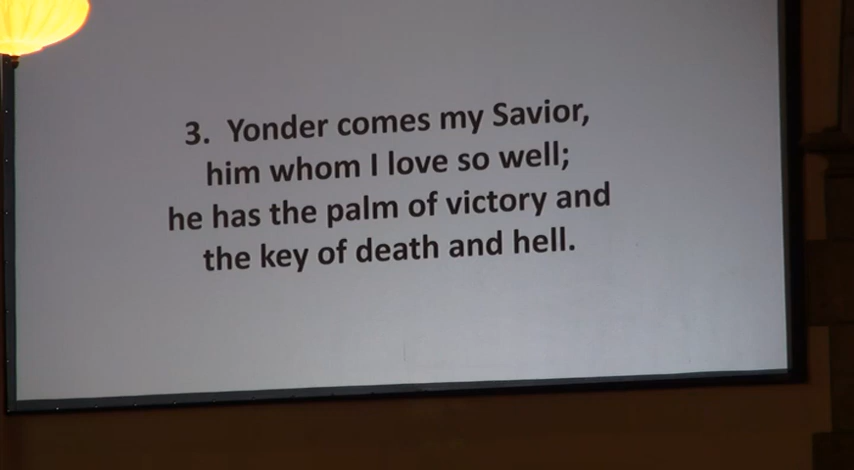 3. Yonder comes my Savior,
him whom I love so well;
he has the palm of victory and
the key of death and hell.